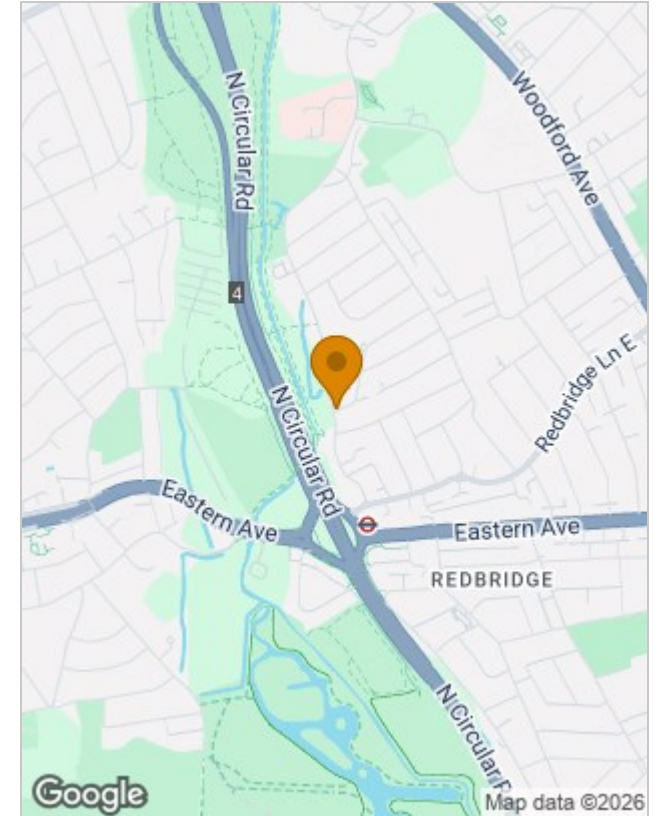 N Circular Rd
Woodford Ave
4
Redbridge Ln E
N Circular Rd
Eastern Ave
Eastern Ave
REDBRIDGE
N Circular
Google
Map data ©2026